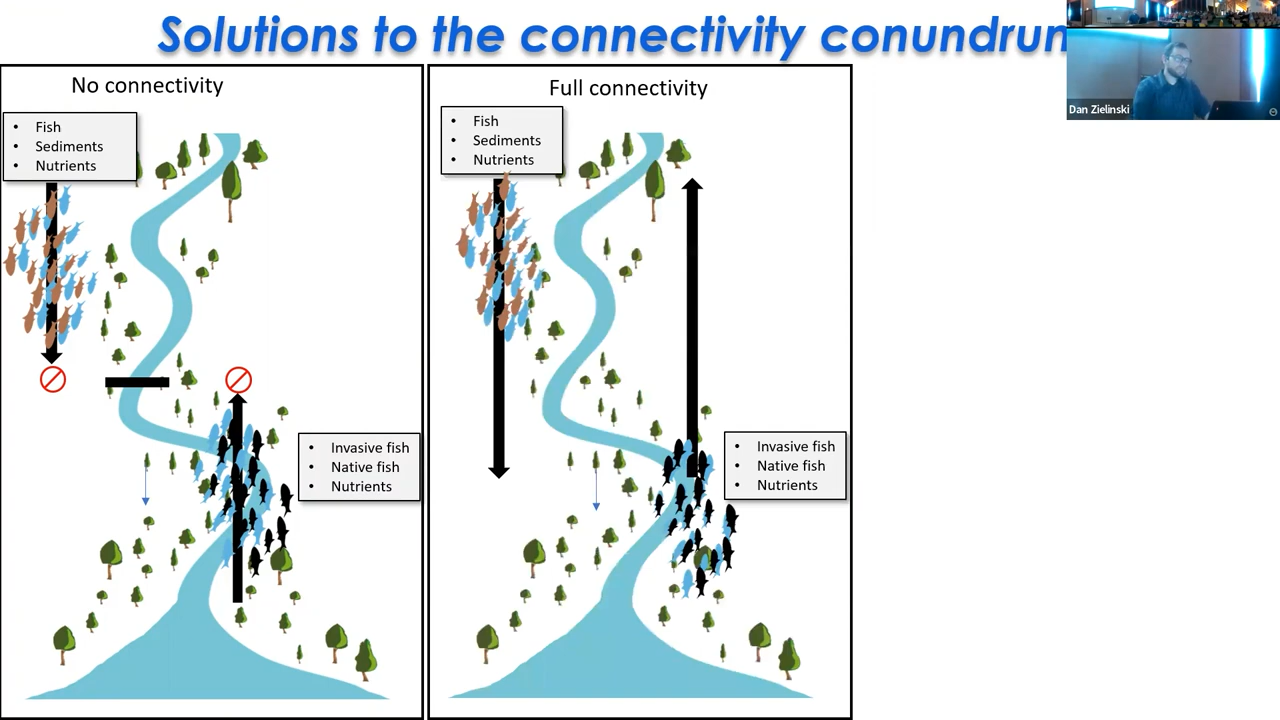 Solutions to the connectivity conundrum
No connectivity
• Fish
• Sediments
• Nutrients
• Invasive fish
• Native fish
• Nutrients
Full connectivity
• Fish
• Sediments
• Nutrients
• Invasive fish
• Native fish
• Nutrients
Dan Zielinski